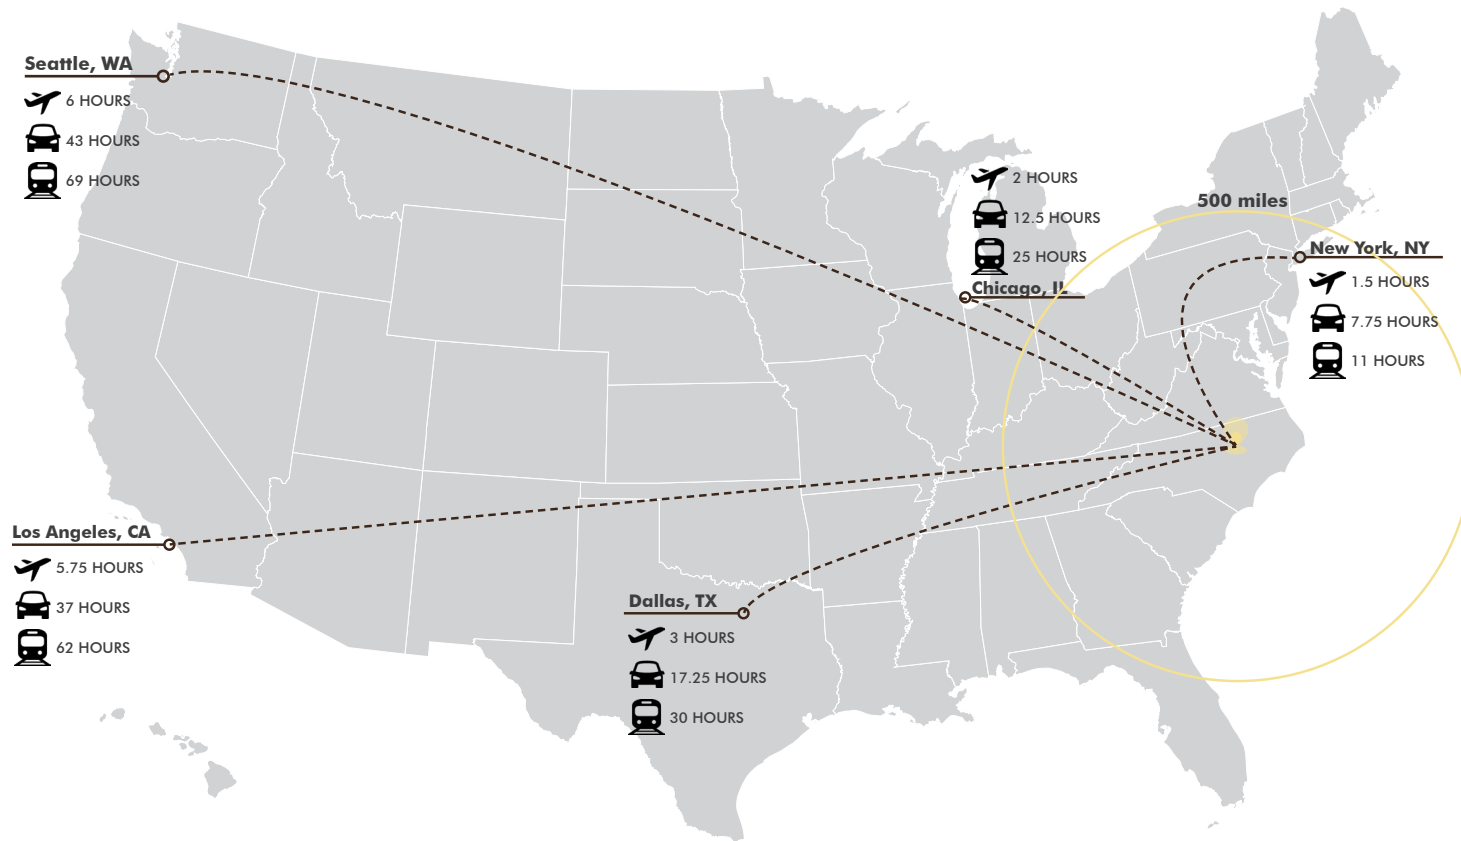 Seattle, WA
6 HOURS
43 HOURS
69 HOURS
2 HOURS
12.5 HOURS
25 HOURS
Chicago, IL
500 miles
New York, NY
1.5 HOURS
7.75 HOURS
11 HOURS
Los Angeles, CA
5.75 HOURS
37 HOURS
62 HOURS
Dallas, TX
3 HOURS
17.25 HOURS
30 HOURS